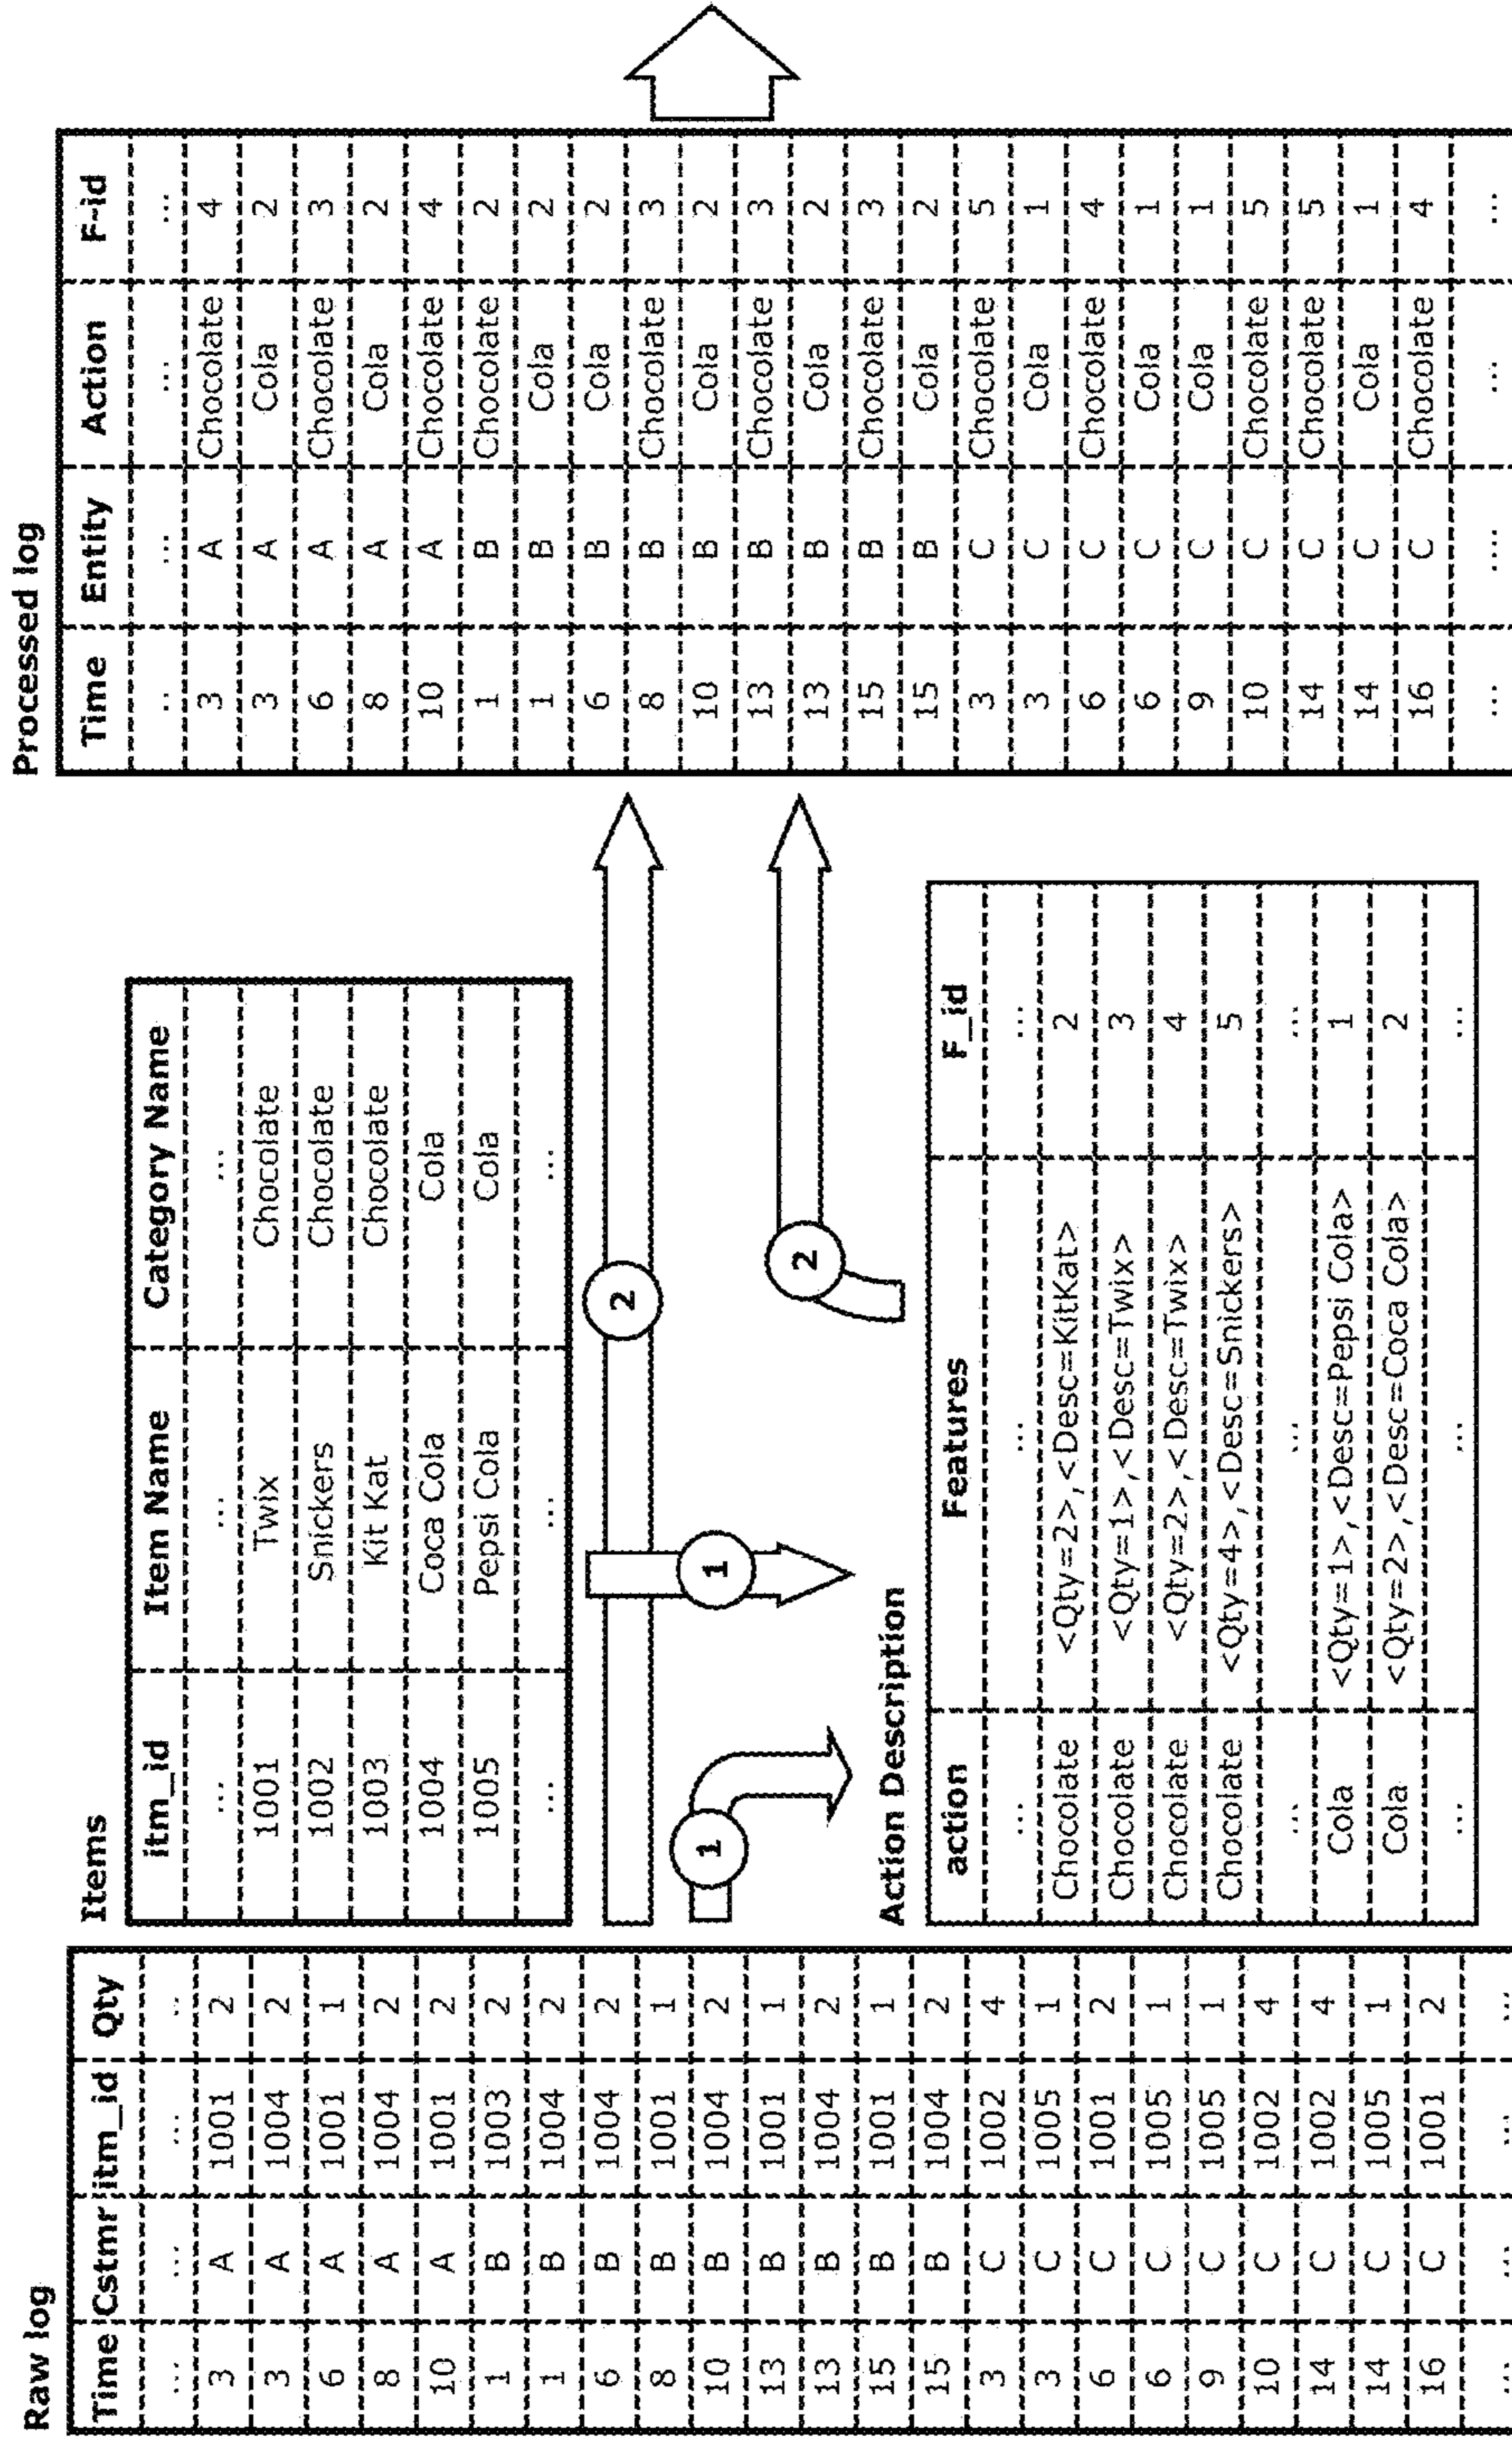 Raw log
Time Cstmr itm_id Qty
... ... ... ...
3 A 1001 2
3 A 1004 2
6 A 1001 1
8 A 1004 2
10 A 1001 2
1 B 1003 2
1 B 1004 2
6 B 1004 2
8 B 1001 1
10 B 1004 2
13 B 1001 1
13 B 1004 2
15 B 1001 1
15 B 1004 2
3 C 1002 4
3 C 1005 1
6 C 1001 2
6 C 1005 1
9 C 1005 1
10 C 1002 4
14 C 1002 4
14 C 1005 1
16 C 1001 2
... ... ... ...
Items
itm_id Item Name Category Name
... ... ...
1001 Twix Chocolate
1002 Snickers Chocolate
1003 Kit Kat Chocolate
1004 Coca Cola Cola
1005 Pepsi Cola Cola
... ... ...
2
1
1
2
Action Description
action Features F_id
... ... ...
Chocolate <Qty=2>,<Desc=KitKat> 2
Chocolate <Qty=1>,<Desc=Twix> 3
Chocolate <Qty=2>,<Desc=Twix> 4
Chocolate <Qty=4>,<Desc=Snickers> 5
... ... ...
Cola <Qty=1>,<Desc=Pepsi Cola> 1
Cola <Qty=2>,<Desc=Coca Cola> 2
... ... ...
Processed log
Time Entity Action F-id
... ... ... ...
3 A Chocolate 4
3 A Cola 2
6 A Chocolate 3
8 A Cola 2
10 A Chocolate 4
1 B Chocolate 2
1 B Cola 2
6 B Cola 2
8 B Chocolate 3
10 B Cola 2
13 B Chocolate 3
13 B Cola 2
15 B Chocolate 3
15 B Cola 2
3 C Chocolate 5
3 C Cola 1
6 C Chocolate 4
6 C Cola 1
9 C Cola 1
10 C Chocolate 5
14 C Chocolate 5
14 C Cola 1
16 C Chocolate 4
... ... ... ...